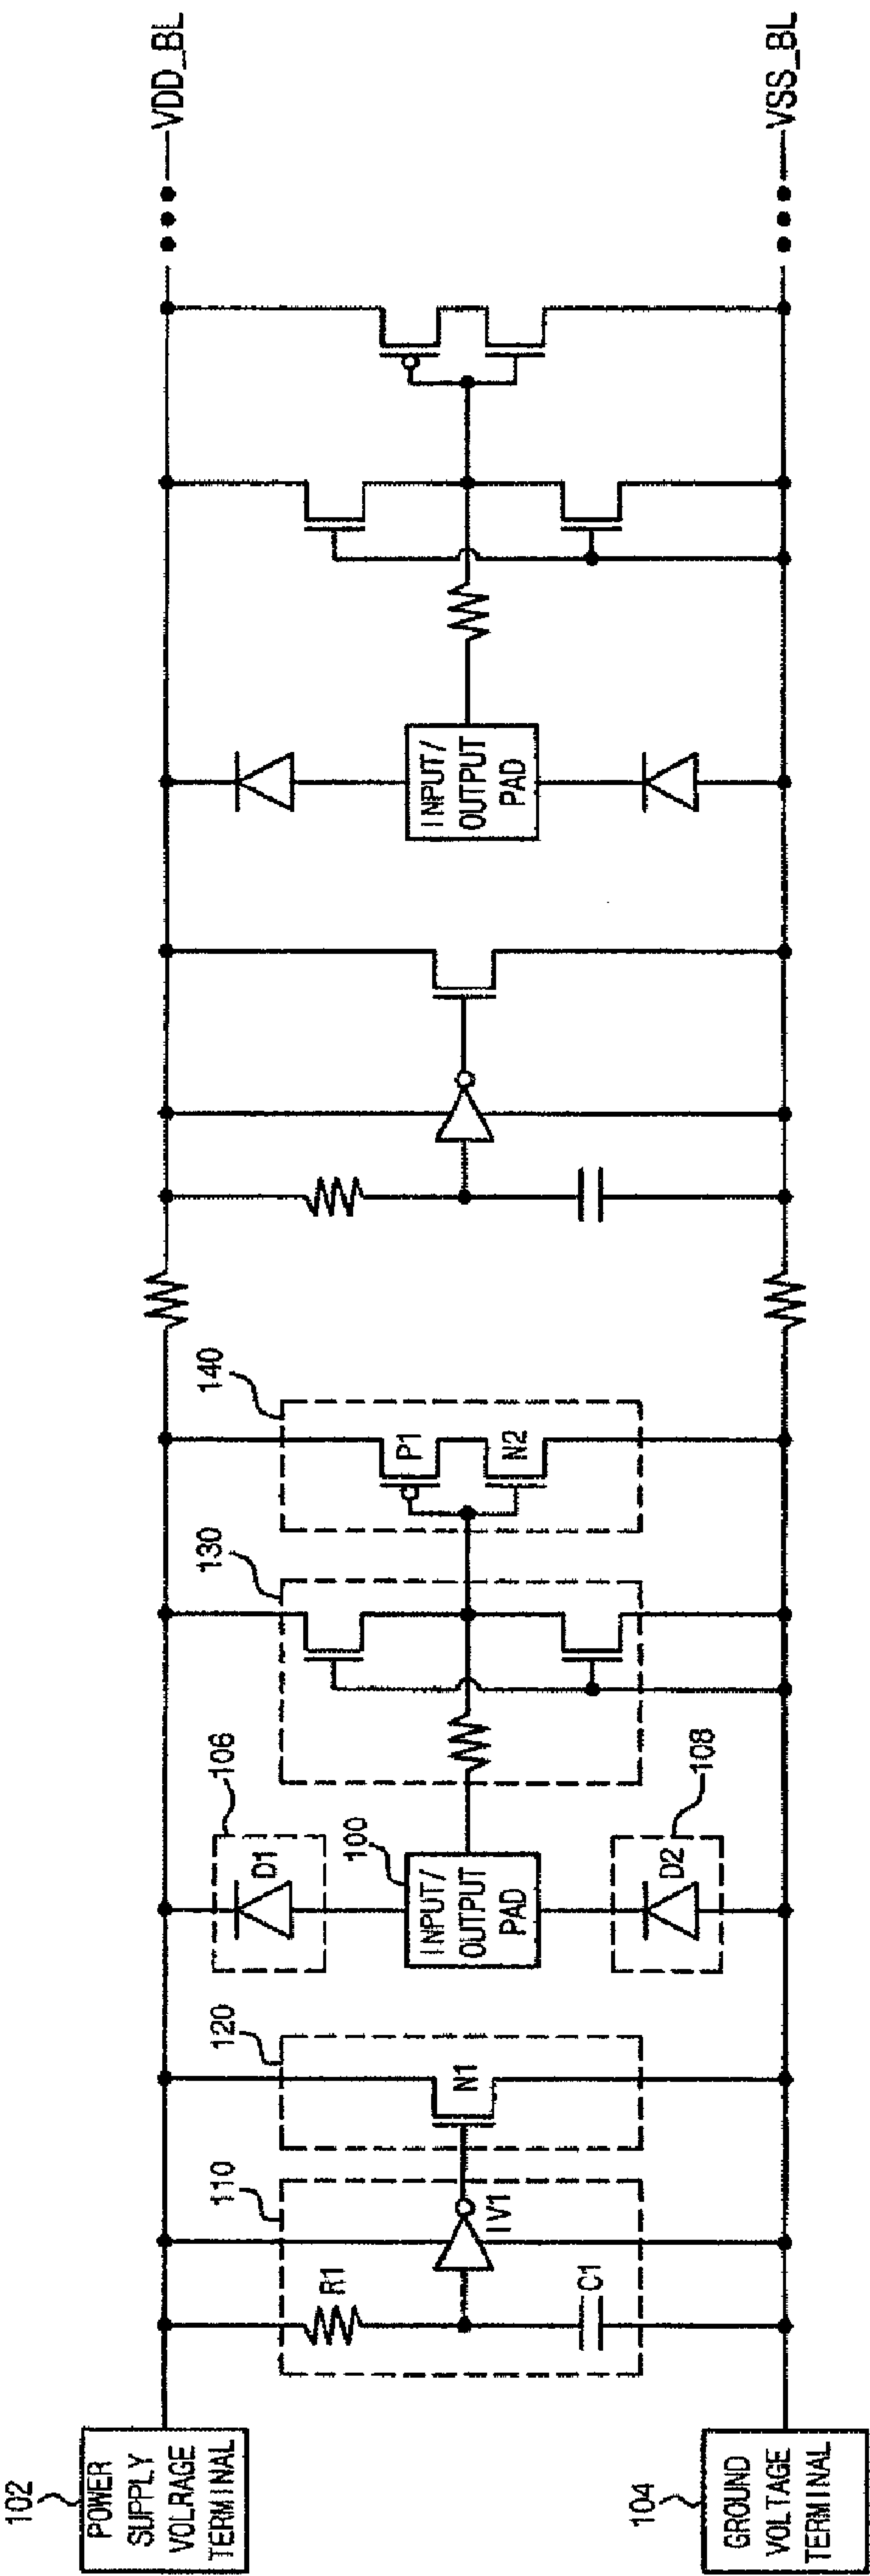 102
POWER
SUPPLY
VOLRAGE
TERMINAL
104
GROUND
VOLTAGE
TERMINAL
110
R1
IV1
C1
120
N1
106
D1
100
INPUT/
OUTPUT
PAD
108
D2
130
140
P1
N2
INPUT/
OUTPUT
PAD
VDD_BL
VSS_BL